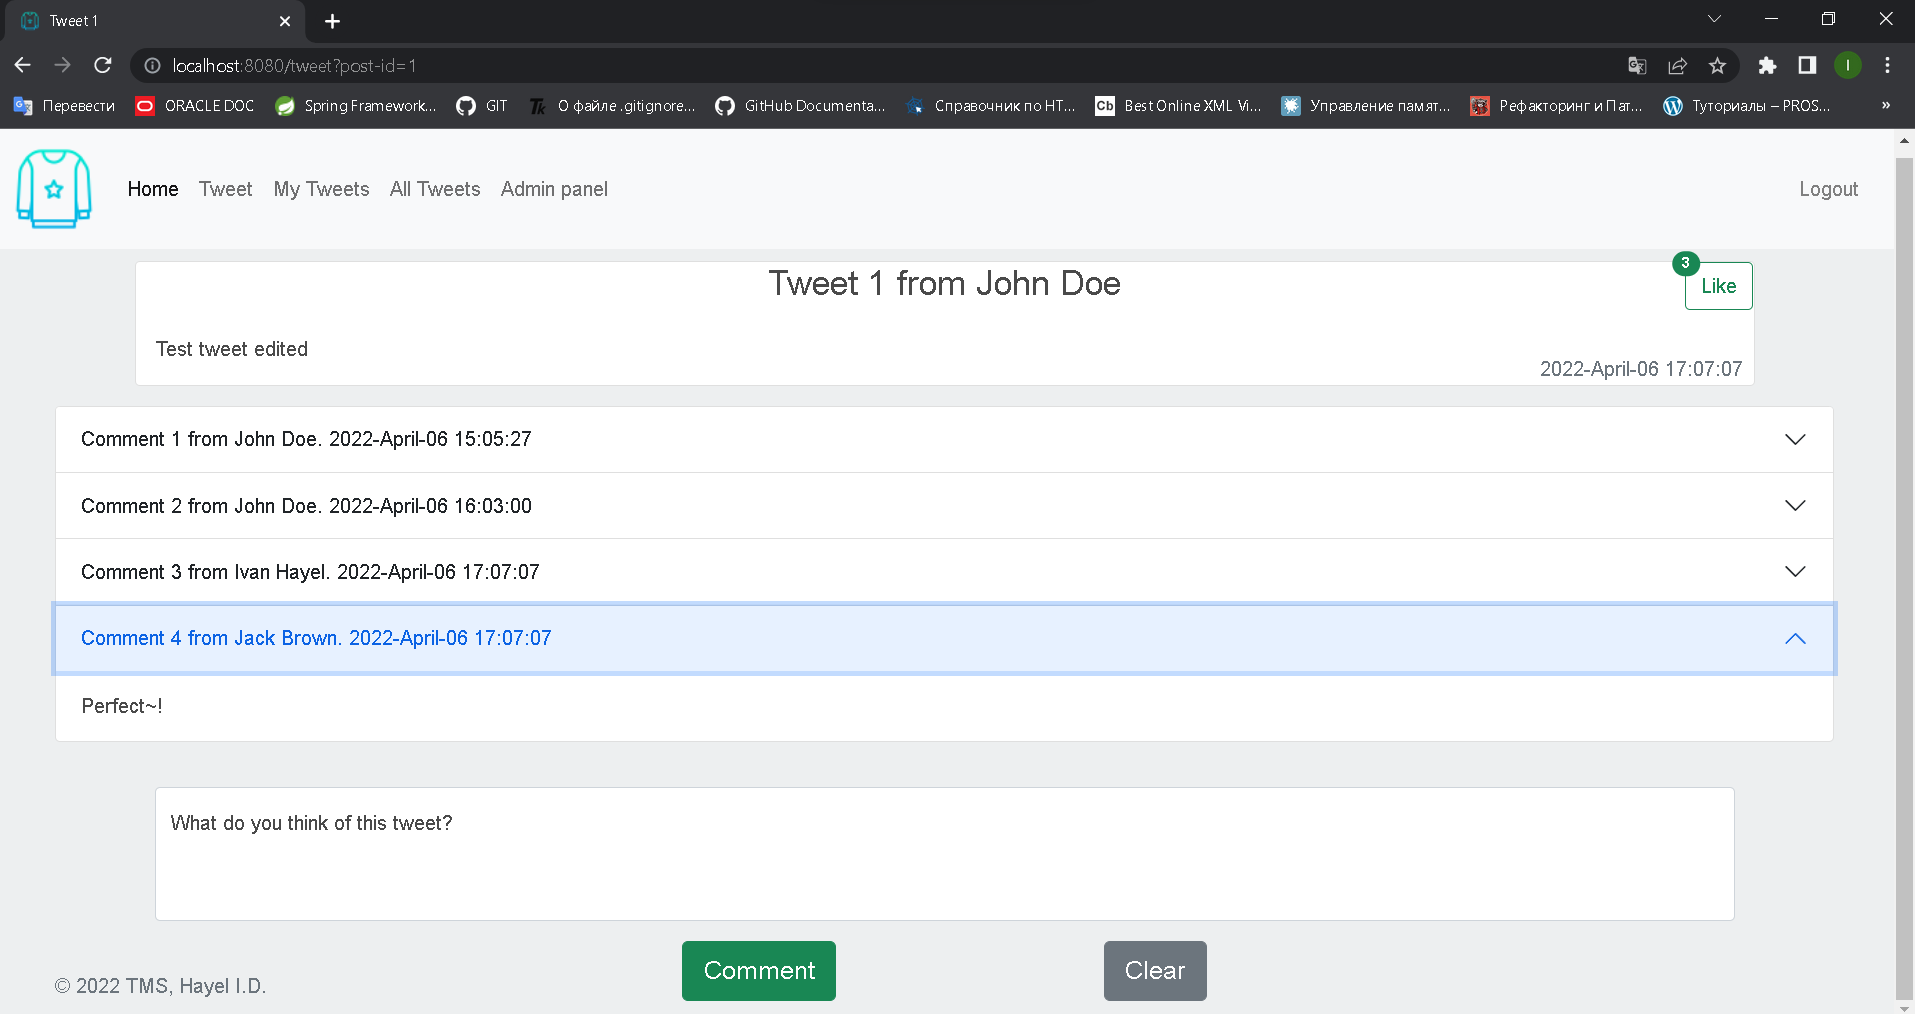 Tweet 1
localhost:8080/tweet?post-id=1
I
Перевести ORACLE DOC Spring Framework... GIT Tk О файле .gitignore... GitHub Documenta... Справочник по HT... Cb Best Online XML Vi... Управление памят... Рефакторинг и Пат... Туториалы – PROS... »
Home Tweet My Tweets All Tweets Admin panel Logout
3
Tweet 1 from John Doe
Like
Test tweet edited
2022-April-06 17:07:07
Comment 1 from John Doe. 2022-April-06 15:05:27
Comment 2 from John Doe. 2022-April-06 16:03:00
Comment 3 from Ivan Hayel. 2022-April-06 17:07:07
Comment 4 from Jack Brown. 2022-April-06 17:07:07
Perfect~!
What do you think of this tweet?
Comment Clear
© 2022 TMS, Hayel I.D.